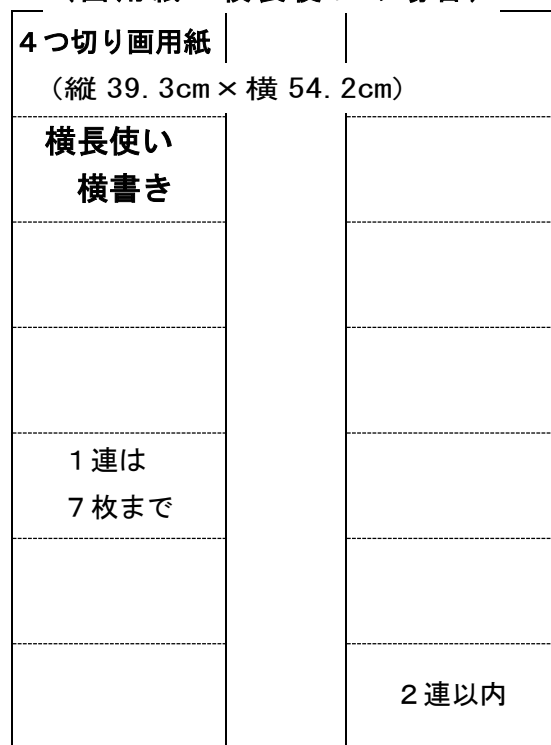 ４つ切り画用紙
（縦 39.3cm×横 54.2cm）
横長使い
横書き
１連は
７枚まで
２連以内